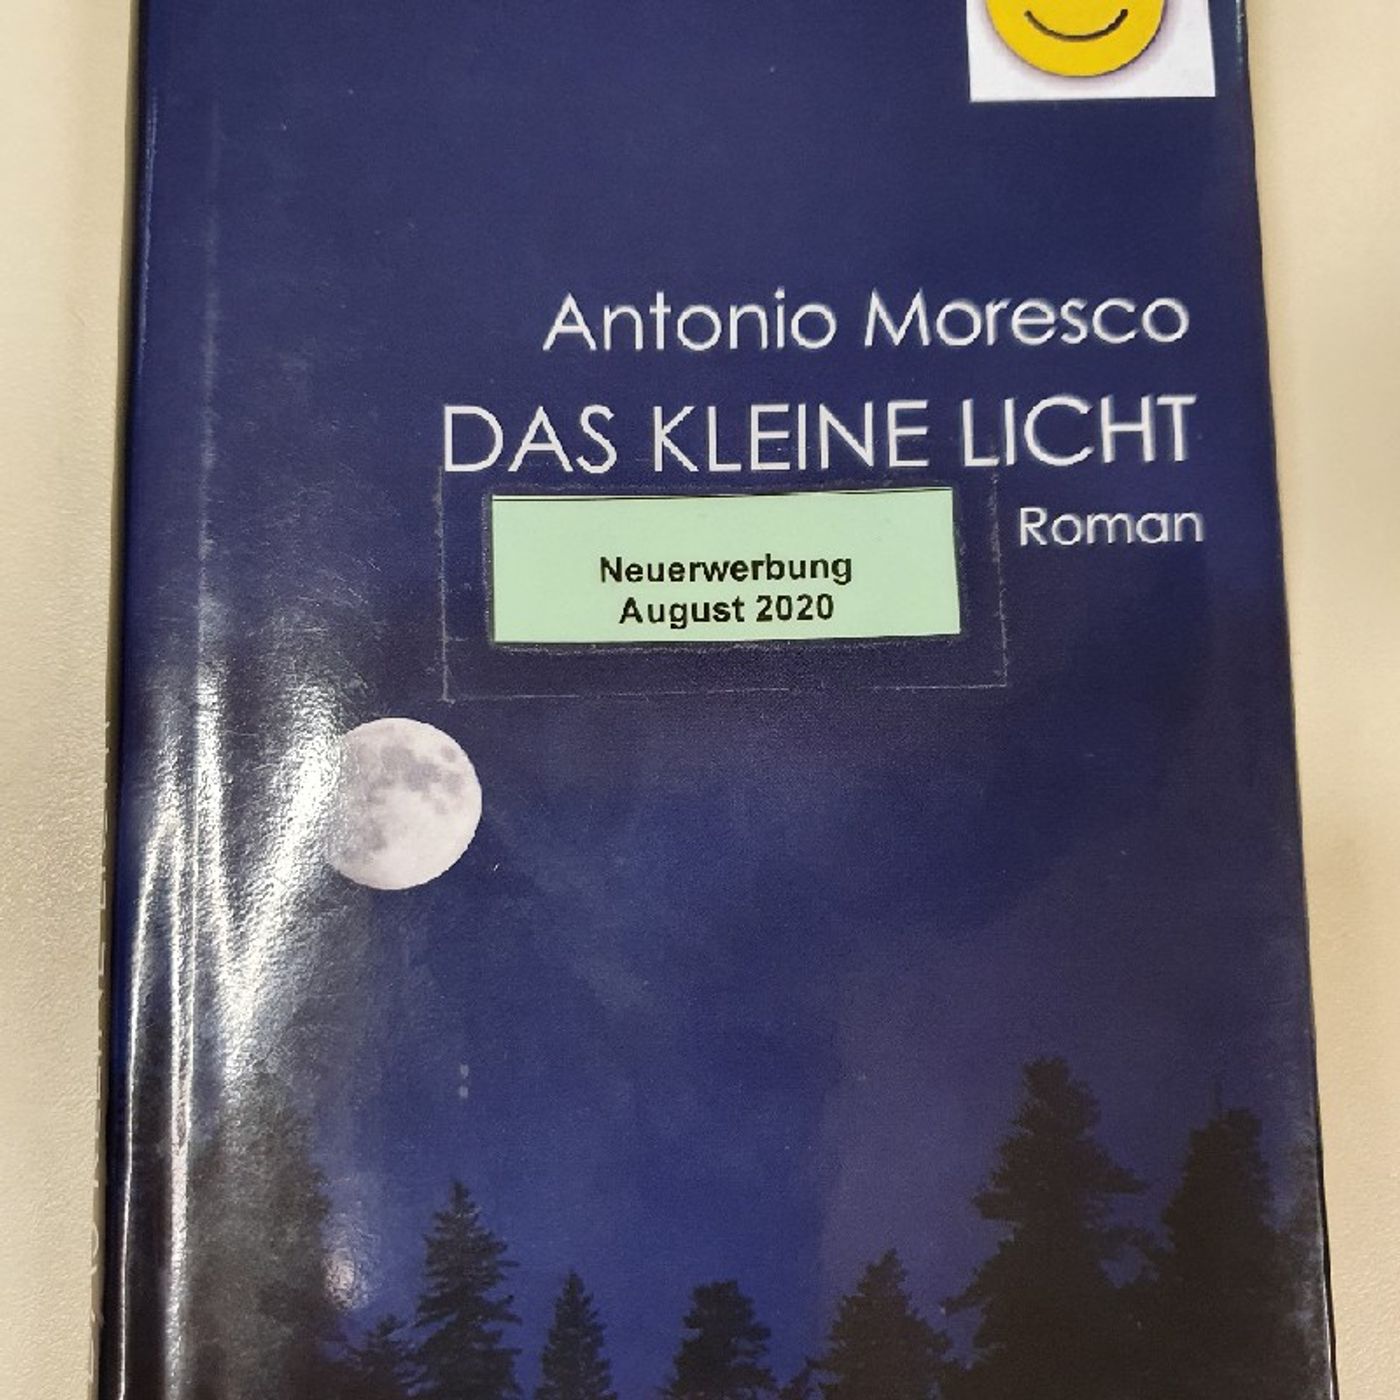 Antonio Moresco
DAS KLEINE LICHT
Roman
Neuerwerbung
August 2020